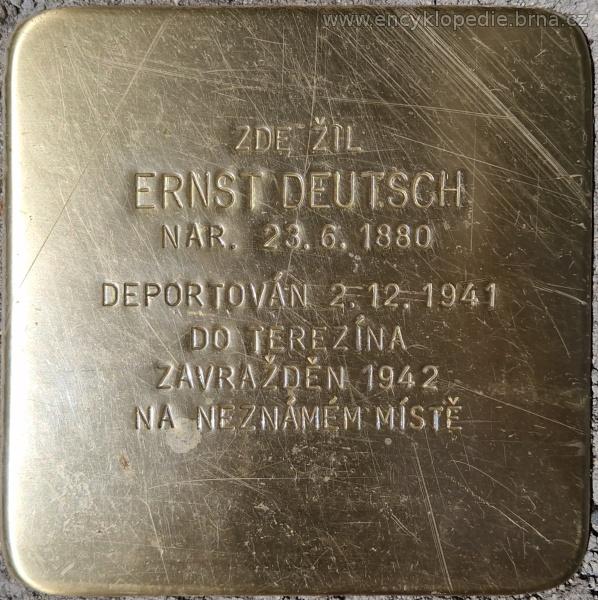 www.encyklopedie.brna.cz
ZDE ŽIL
ERNST DEUTSCH
NAR. 23.6.1880
DEPORTOVÁN 2.12.1941
DO TEREZÍNA
ZAVRAŽDĚN 1942
NA NEZNÁMÉM MÍSTĚ